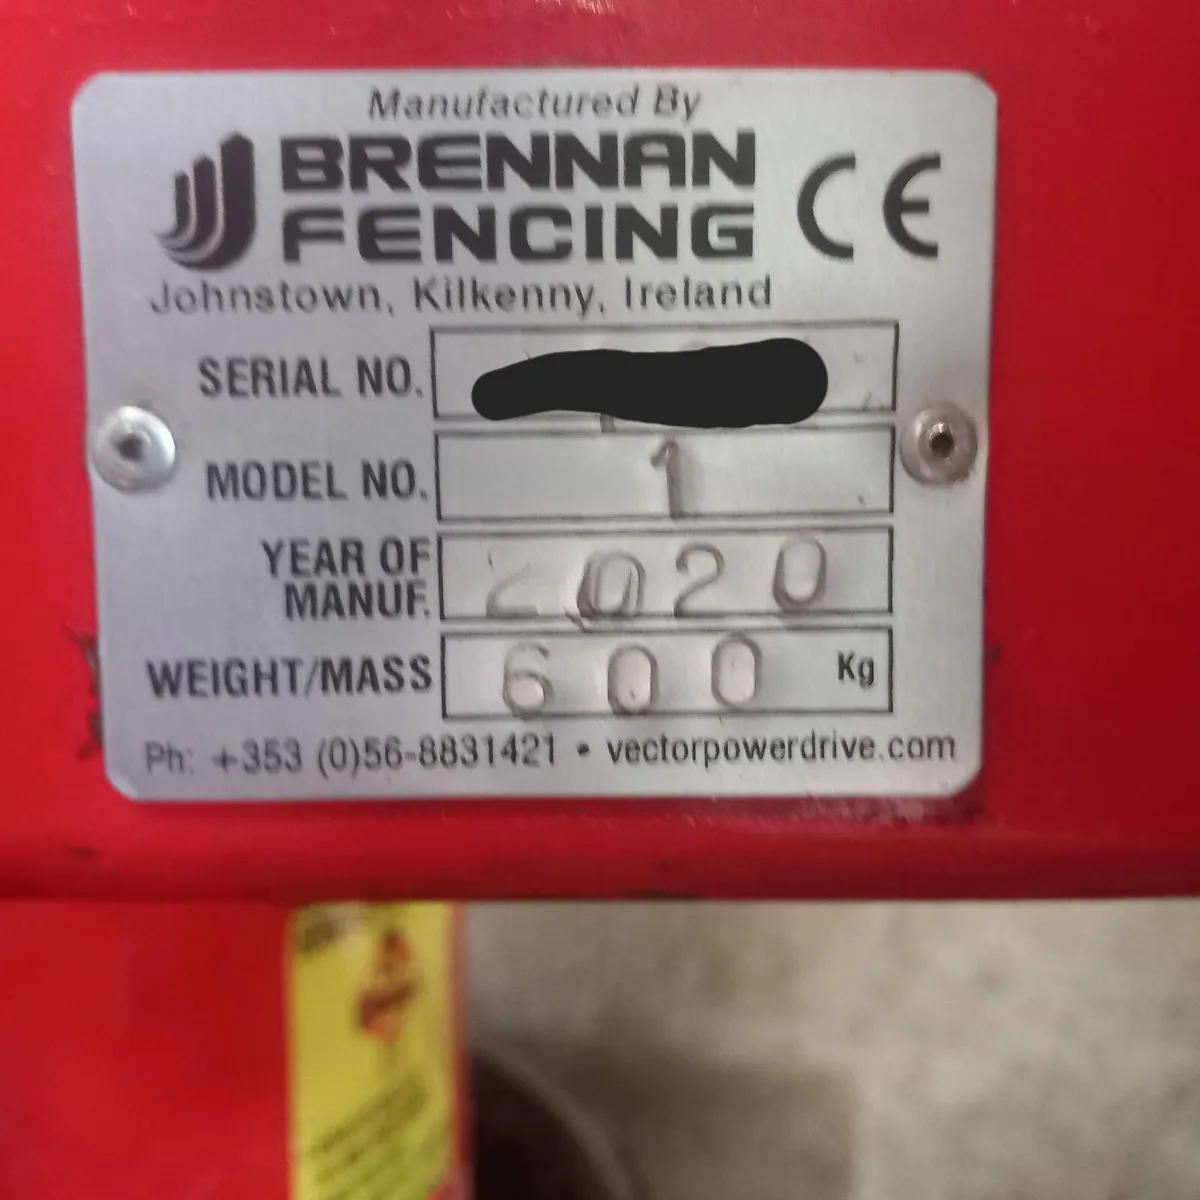 Manufactured By
BRENNAN
FENCING
CE
Johnstown, Kilkenny, Ireland
SERIAL NO.
MODEL NO. 1
YEAR OF
MANUF. 2020
WEIGHT/MASS 600 Kg
Ph: +353 (0)56-8831421 • vectorpowerdrive.com